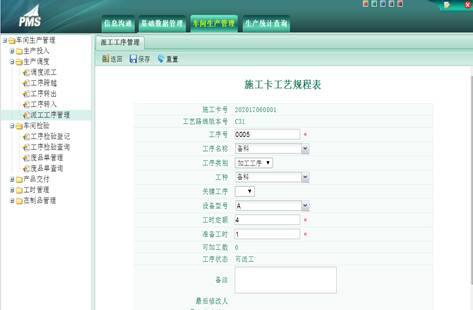 PMS
信息沟通 基础数据管理 车间生产管理 生产统计查询
车间生产管理
生产投入
生产调度
调度派工
工序跨越
工序转出
工序转入
派工工序管理
车间检验
工序检验登记
工序检验查询
废品单管理
废品单查询
产品交付
工时管理
在制品管理
派工工序管理
返回 保存 重置
施工卡工艺规程表
施工卡号 202017060001
工艺路线版本号 C31
工序号 0005 *
工序名称 备料
工序类别 加工工序
工种 备料
关键工序
设备型号 A
工时定额 4 *
准备工时 1 *
可加工数 0
工序状态 可派工
备注
最后修改人